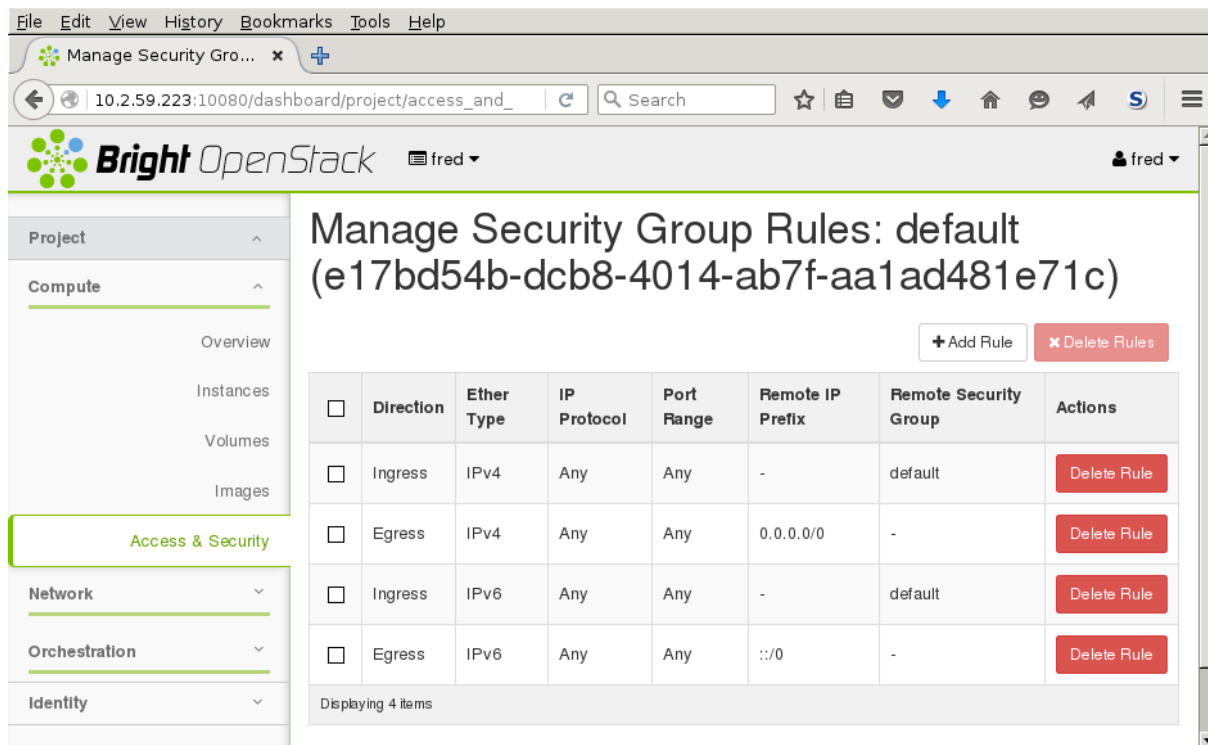 File Edit View History Bookmarks Tools Help
Manage Security Gro...
10.2.59.223:10080/dashboard/project/access_and_
Search
S
Bright OpenStack
fred
fred
Project
Compute
Overview
Instances
Volumes
Images
Access & Security
Network
Orchestration
Identity
Manage Security Group Rules: default
(e17bd54b-dcb8-4014-ab7f-aa1ad481e71c)
Add Rule
Delete Rules
Direction Ether Type IP Protocol Port Range Remote IP Prefix Remote Security Group Actions
Ingress IPv4 Any Any - default Delete Rule
Egress IPv4 Any Any 0.0.0.0/0 - Delete Rule
Ingress IPv6 Any Any - default Delete Rule
Egress IPv6 Any Any ::/0 - Delete Rule
Displaying 4 items